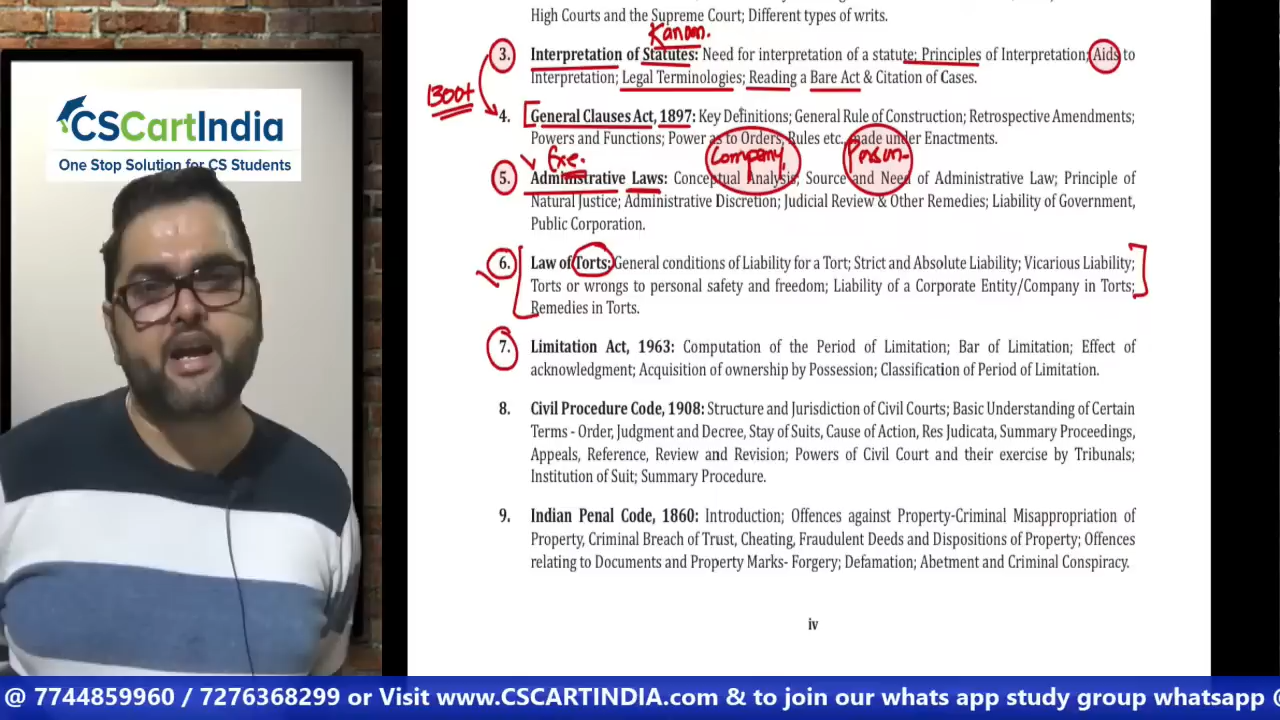 High Courts and the Supreme Court; Different types of writs.
Kanoon.
3. Interpretation of Statutes: Need for interpretation of a statute; Principles of Interpretation; Aids to
Interpretation; Legal Terminologies; Reading a Bare Act & Citation of Cases.
1300+
4. General Clauses Act, 1897: Key Definitions; General Rule of Construction; Retrospective Amendments;
Powers and Functions; Power as to Orders, Rules etc. made under Enactments.
Exe. Company Person
5. Administrative Laws: Conceptual Analysis; Source and Need of Administrative Law; Principle of
Natural Justice; Administrative Discretion; Judicial Review & Other Remedies; Liability of Government,
Public Corporation.
6. Law of Torts: General conditions of Liability for a Tort; Strict and Absolute Liability; Vicarious Liability;
Torts or wrongs to personal safety and freedom; Liability of a Corporate Entity/Company in Torts;
Remedies in Torts.
7. Limitation Act, 1963: Computation of the Period of Limitation; Bar of Limitation; Effect of
acknowledgment; Acquisition of ownership by Possession; Classification of Period of Limitation.
8. Civil Procedure Code, 1908: Structure and Jurisdiction of Civil Courts; Basic Understanding of Certain
Terms - Order, Judgment and Decree, Stay of Suits, Cause of Action, Res Judicata, Summary Proceedings,
Appeals, Reference, Review and Revision; Powers of Civil Court and their exercise by Tribunals;
Institution of Suit; Summary Procedure.
9. Indian Penal Code, 1860: Introduction; Offences against Property-Criminal Misappropriation of
Property, Criminal Breach of Trust, Cheating, Fraudulent Deeds and Dispositions of Property; Offences
relating to Documents and Property Marks- Forgery; Defamation; Abetment and Criminal Conspiracy.
iv
CSCartIndia
One Stop Solution for CS Students
@ 7744859960 / 7276368299 or Visit www.CSCARTINDIA.com & to join our whats app study group whatsapp @